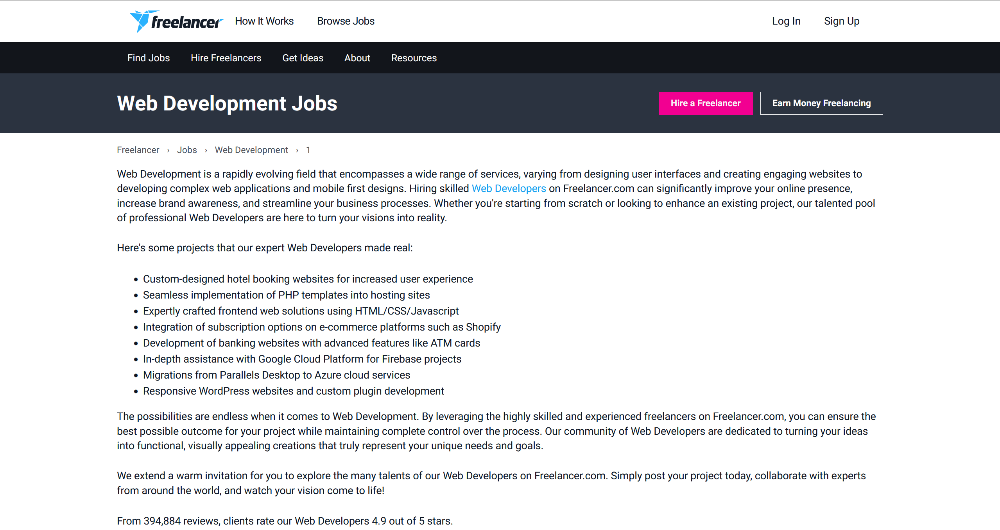 freelancer How It Works Browse Jobs Log In Sign Up
Find Jobs Hire Freelancers Get Ideas About Resources
Web Development Jobs Hire a Freelancer Earn Money Freelancing
Freelancer › Jobs › Web Development › 1
Web Development is a rapidly evolving field that encompasses a wide range of services, varying from designing user interfaces and creating engaging websites to
developing complex web applications and mobile first designs. Hiring skilled Web Developers on Freelancer.com can significantly improve your online presence,
increase brand awareness, and streamline your business processes. Whether you're starting from scratch or looking to enhance an existing project, our talented pool
of professional Web Developers are here to turn your visions into reality.
Here's some projects that our expert Web Developers made real:
• Custom-designed hotel booking websites for increased user experience
• Seamless implementation of PHP templates into hosting sites
• Expertly crafted frontend web solutions using HTML/CSS/Javascript
• Integration of subscription options on e-commerce platforms such as Shopify
• Development of banking websites with advanced features like ATM cards
• In-depth assistance with Google Cloud Platform for Firebase projects
• Migrations from Parallels Desktop to Azure cloud services
• Responsive WordPress websites and custom plugin development
The possibilities are endless when it comes to Web Development. By leveraging the highly skilled and experienced freelancers on Freelancer.com, you can ensure the
best possible outcome for your project while maintaining complete control over the process. Our community of Web Developers are dedicated to turning your ideas
into functional, visually appealing creations that truly represent your unique needs and goals.
We extend a warm invitation for you to explore the many talents of our Web Developers on Freelancer.com. Simply post your project today, collaborate with experts
from around the world, and watch your vision come to life!
From 394,884 reviews, clients rate our Web Developers 4.9 out of 5 stars.